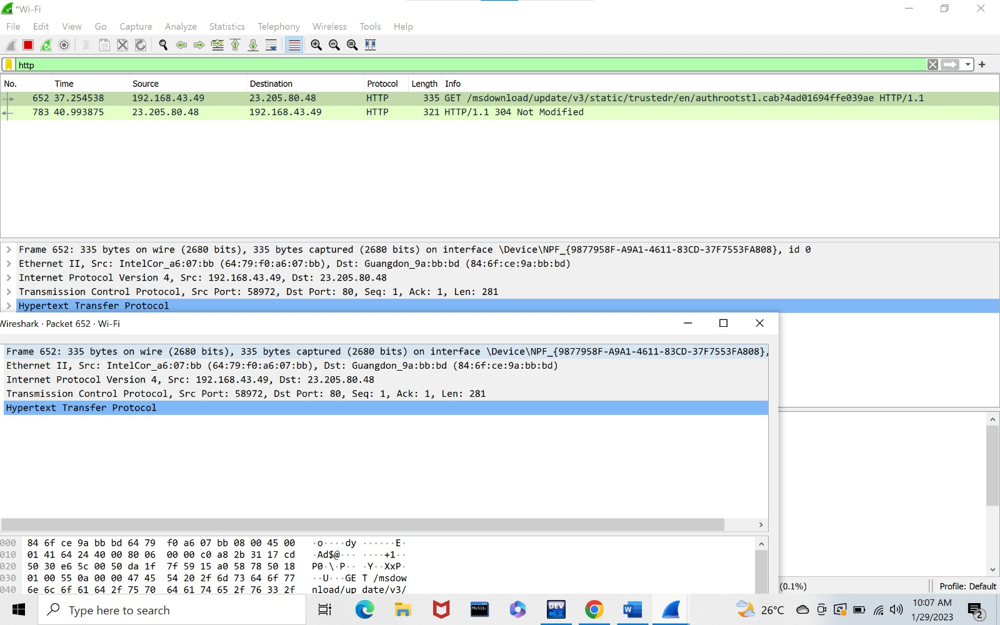 *Wi-Fi
File Edit View Go Capture Analyze Statistics Telephony Wireless Tools Help
http
No. Time Source Destination Protocol Length Info
652 37.254538 192.168.43.49 23.205.80.48 HTTP 335 GET /msdownload/update/v3/static/trustedr/en/authrootstl.cab?4ad01694ffe039ae HTTP/1.1
783 40.993875 23.205.80.48 192.168.43.49 HTTP 321 HTTP/1.1 304 Not Modified
Frame 652: 335 bytes on wire (2680 bits), 335 bytes captured (2680 bits) on interface \Device\NPF_{9877958F-A9A1-4611-83CD-37F7553FA808}, id 0
Ethernet II, Src: IntelCor_a6:07:bb (64:79:f0:a6:07:bb), Dst: Guangdon_9a:bb:bd (84:6f:ce:9a:bb:bd)
Internet Protocol Version 4, Src: 192.168.43.49, Dst: 23.205.80.48
Transmission Control Protocol, Src Port: 58972, Dst Port: 80, Seq: 1, Ack: 1, Len: 281
Hypertext Transfer Protocol
Wireshark · Packet 652 · Wi-Fi
Frame 652: 335 bytes on wire (2680 bits), 335 bytes captured (2680 bits) on interface \Device\NPF_{9877958F-A9A1-4611-83CD-37F7553FA808},
Ethernet II, Src: IntelCor_a6:07:bb (64:79:f0:a6:07:bb), Dst: Guangdon_9a:bb:bd (84:6f:ce:9a:bb:bd)
Internet Protocol Version 4, Src: 192.168.43.49, Dst: 23.205.80.48
Transmission Control Protocol, Src Port: 58972, Dst Port: 80, Seq: 1, Ack: 1, Len: 281
Hypertext Transfer Protocol
000 84 6f ce 9a bb bd 64 79 f0 a6 07 bb 08 00 45 00 ·o····dy ······E·
010 01 41 64 24 40 00 80 06 00 00 c0 a8 2b 31 17 cd ·Ad$@··· ····+1··
020 50 30 e6 5c 00 50 da 1f 7f 59 15 a0 58 78 50 18 P0·\·P·· ·Y··XxP·
030 01 00 55 0a 00 00 47 45 54 20 2f 6d 73 64 6f 77 ··U···GE T /msdow
040 6e 6c 6f 61 64 2f 75 70 64 61 74 65 2f 76 33 2f nload/up date/v3/
(0.1%) Profile: Default
Type here to search MySQL DEV C++ 26°C 10:07 AM
1/29/2023 2